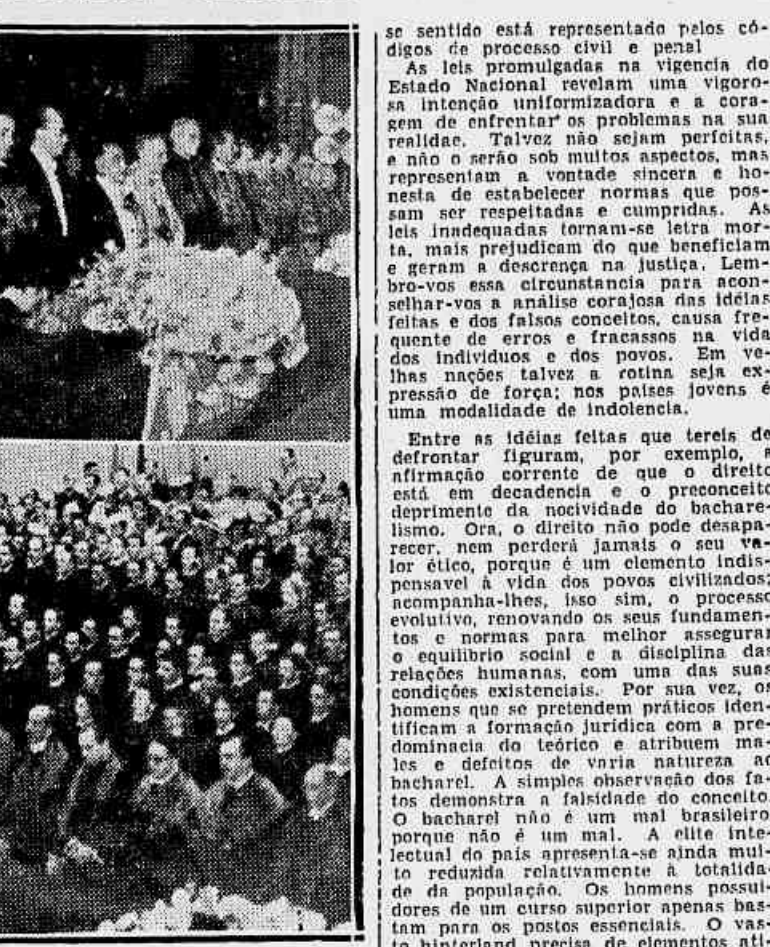 se sentido está representado pelos có-
digos de processo civil e penal
As leis promulgadas na vigencia do
Estado Nacional revelam uma vigoro-
sa intenção uniformizadora e a cora-
gem de enfrentar os problemas na sua
realidae. Talvez não sejam perfeitas,
e não o serão sob muitos aspectos, mas
representam a vontade sincera e ho-
nesta de estabelecer normas que pos-
sam ser respeitadas e cumpridas. As
leis inadequadas tornam-se letra mor-
ta, mais prejudicam do que beneficiam
e geram a descrença na justiça. Lem-
bro-vos essa circunstancia para acon-
selhar-vos a análise corajosa das idéias
feitas e dos falsos conceitos, causa fre-
quente de erros e fracassos na vida
dos individuos e dos povos. Em ve-
lhas nações talvez a rotina seja ex-
pressão de força; nos países jovens é
uma modalidade de indolencia.
Entre as idéias feitas que tereis de
defrontar figuram, por exemplo, a
afirmação corrente de que o direito
está em decadencia e o preconceito
deprimente da nocividade do bachare-
lismo. Ora, o direito não pode desapa-
recer, nem perderá jamais o seu va-
lor ético, porque é um elemento indis-
pensavel à vida dos povos civilizados;
acompanha-lhes, isso sim, o processo
evolutivo, renovando os seus fundamen-
tos e normas para melhor assegurar
o equilibrio social e a disciplina das
relações humanas, com uma das suas
condições existenciais. Por sua vez, os
homens que se pretendem práticos iden-
tificam a formação jurídica com a pre-
dominacia do teórico e atribuem ma-
les e defeitos de varia natureza ao
bacharel. A simples observação dos fa-
tos demonstra a falsidade do conceito
O bacharel não é um mal brasileiro
porque não é um mal. A elite inte-
lectual do país apresenta-se ainda mui-
to reduzida relativamente à totalida-
de da população. Os homens possui-
dores de um curso superior apenas bas-
tam para os postos essenciais. O vas-
to hinterland precisa de elementos ati-